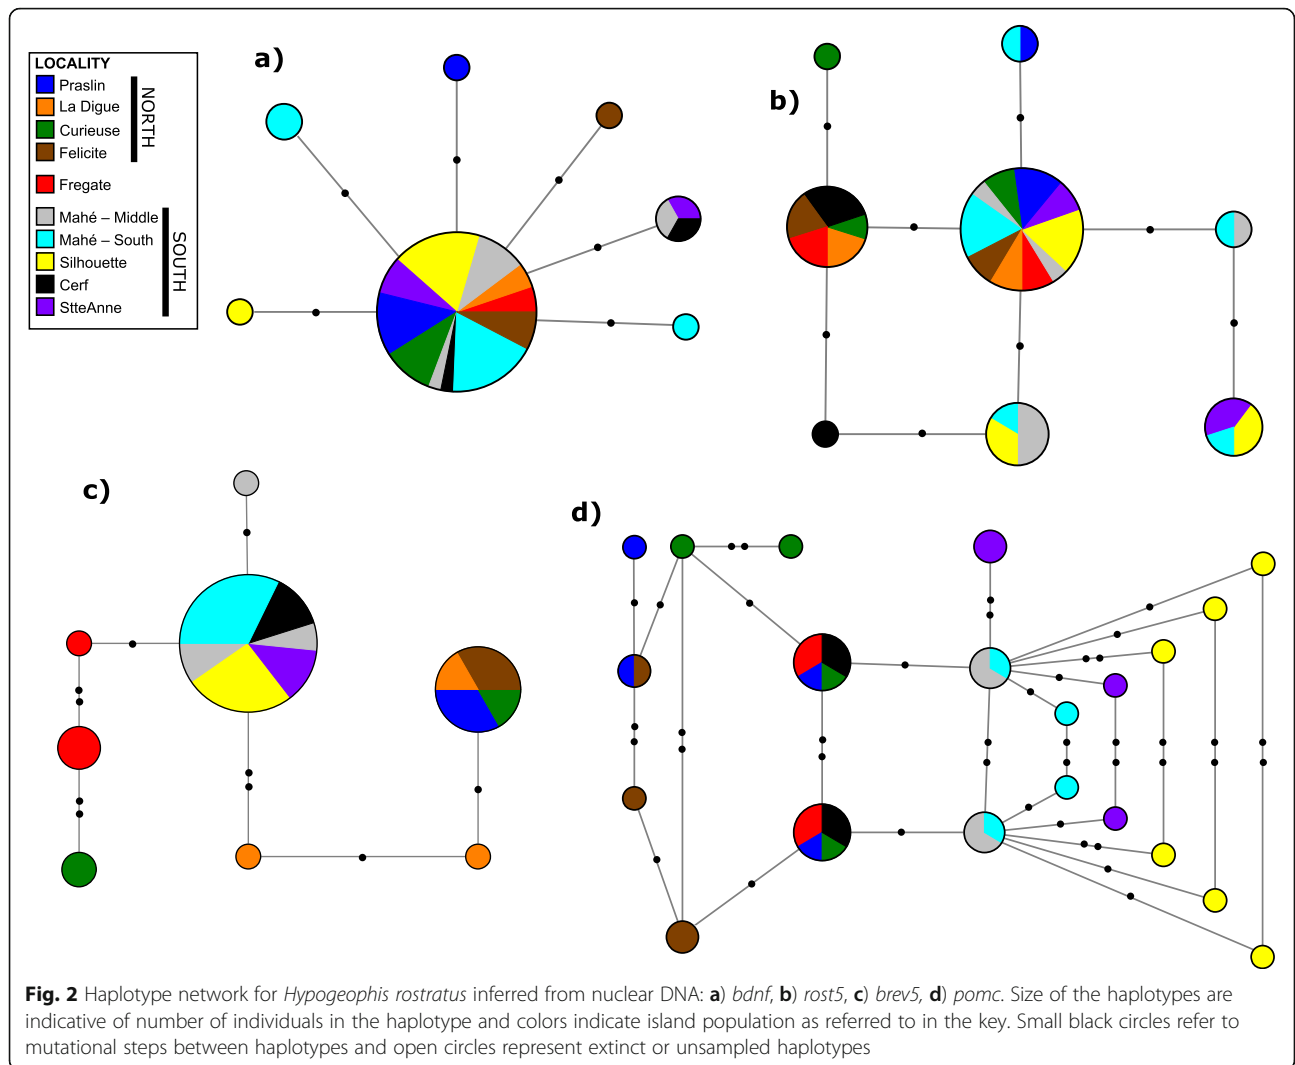 a)
b)
LOCALITY
Praslin
La Digue
Curieuse
Felicite
NORTH
Fregate
Mahé – Middle
Mahé – South
Silhouette
Cerf
StteAnne
SOUTH
c)
d)
Fig. 2 Haplotype network for Hypogeophis rostratus inferred from nuclear DNA: a) bdnf, b) rost5, c) brev5, d) pomc. Size of the haplotypes are
indicative of number of individuals in the haplotype and colors indicate island population as referred to in the key. Small black circles refer to
mutational steps between haplotypes and open circles represent extinct or unsampled haplotypes